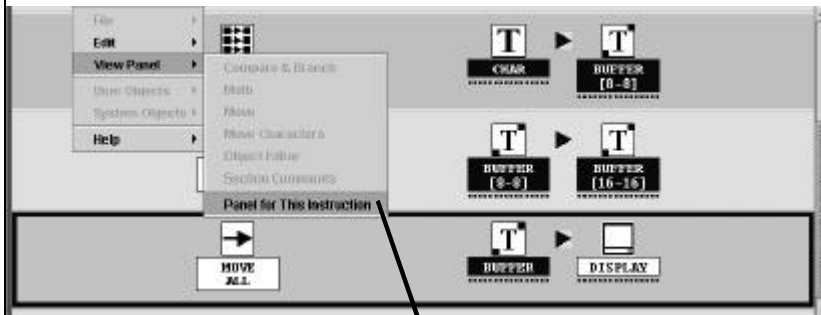 File
Edit
View Panel
User Objects
System Objects
Help
Compare & Branch
Math
Move
Move Characters
Object Editor
Section Comments
Panel for This Instruction
T
CHAR
T
BUFFER
[8-8]
T
BUFFER
[8-8]
T
BUFFER
[16-16]
MOVE
ALL
T
BUFFER
DISPLAY